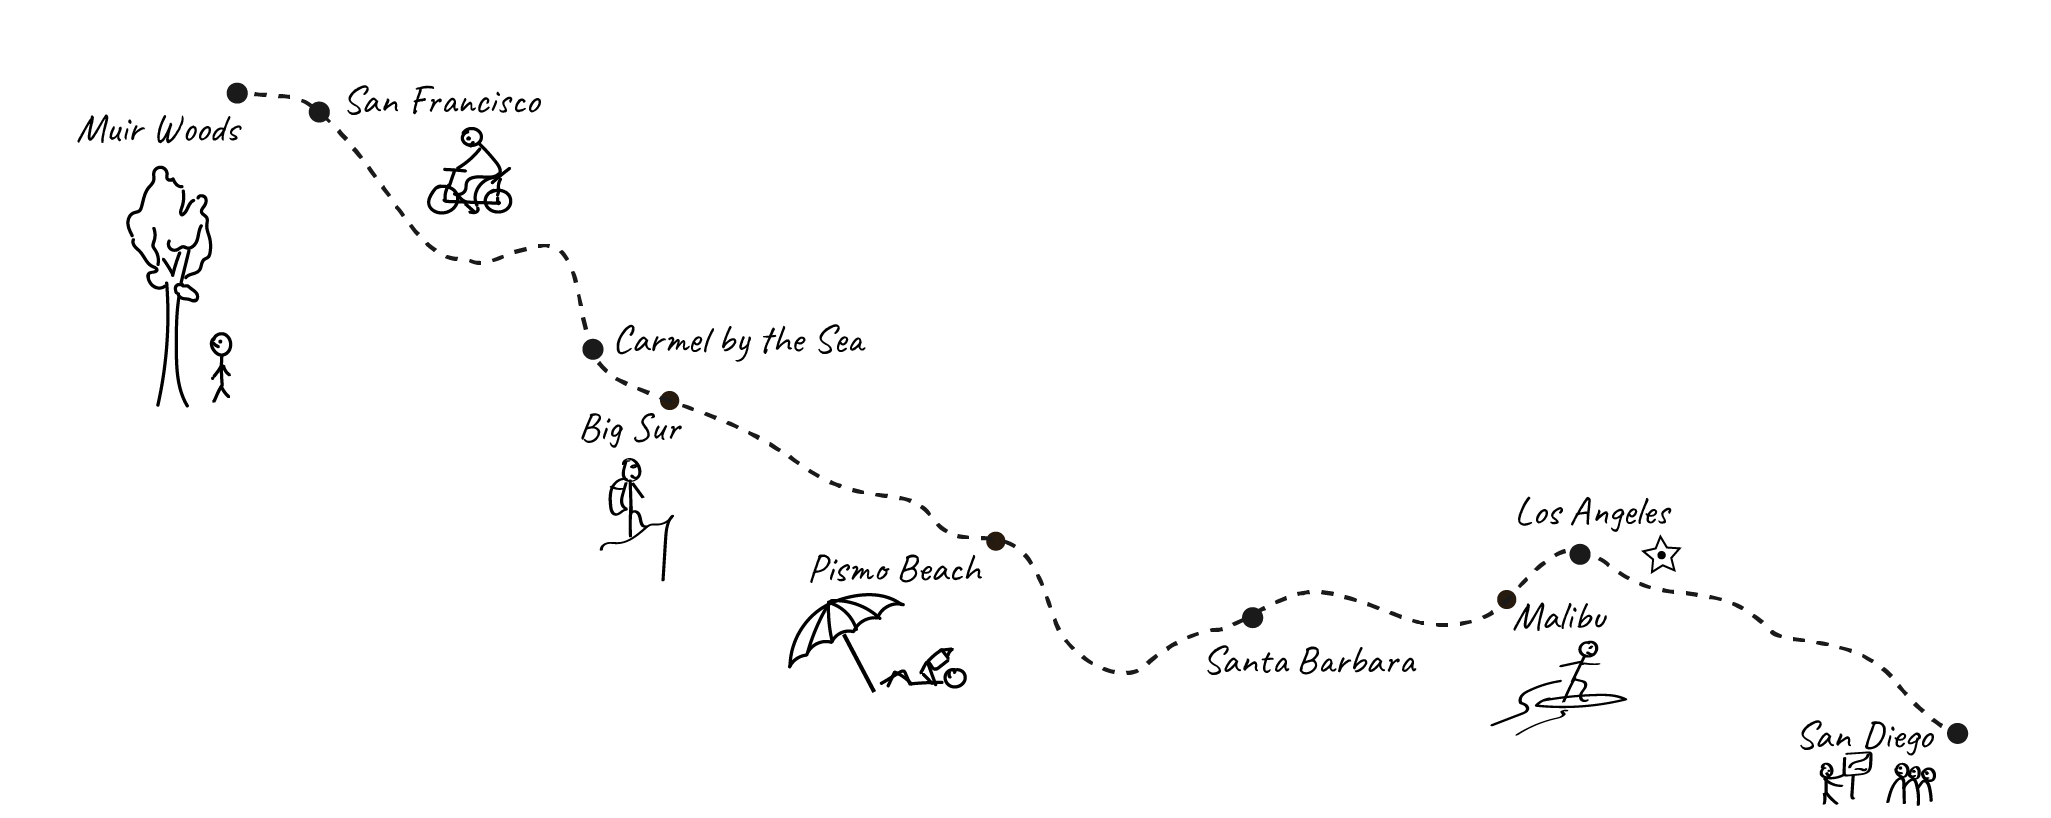 San Francisco
Muir Woods
Carmel by the Sea
Big Sur
Los Angeles
Pismo Beach
Malibu
Santa Barbara
San Diego